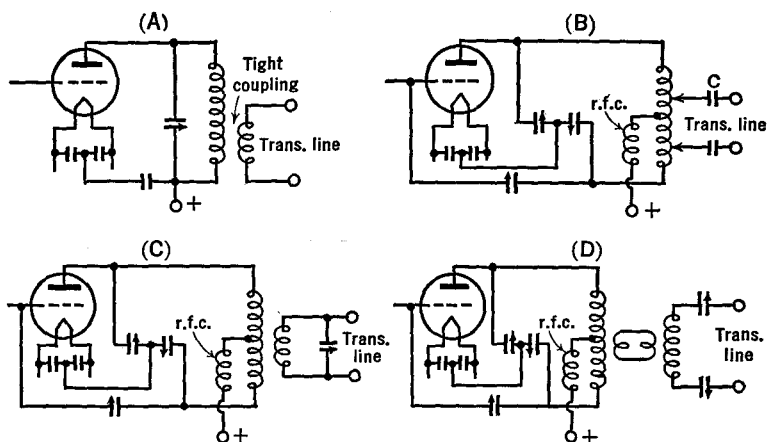 (A)
Tight
coupling
Trans. line
+
(B)
C
r.f.c.
Trans. line
+
(C)
r.f.c.
Trans.
line
+
(D)
r.f.c.
Trans.
line
+